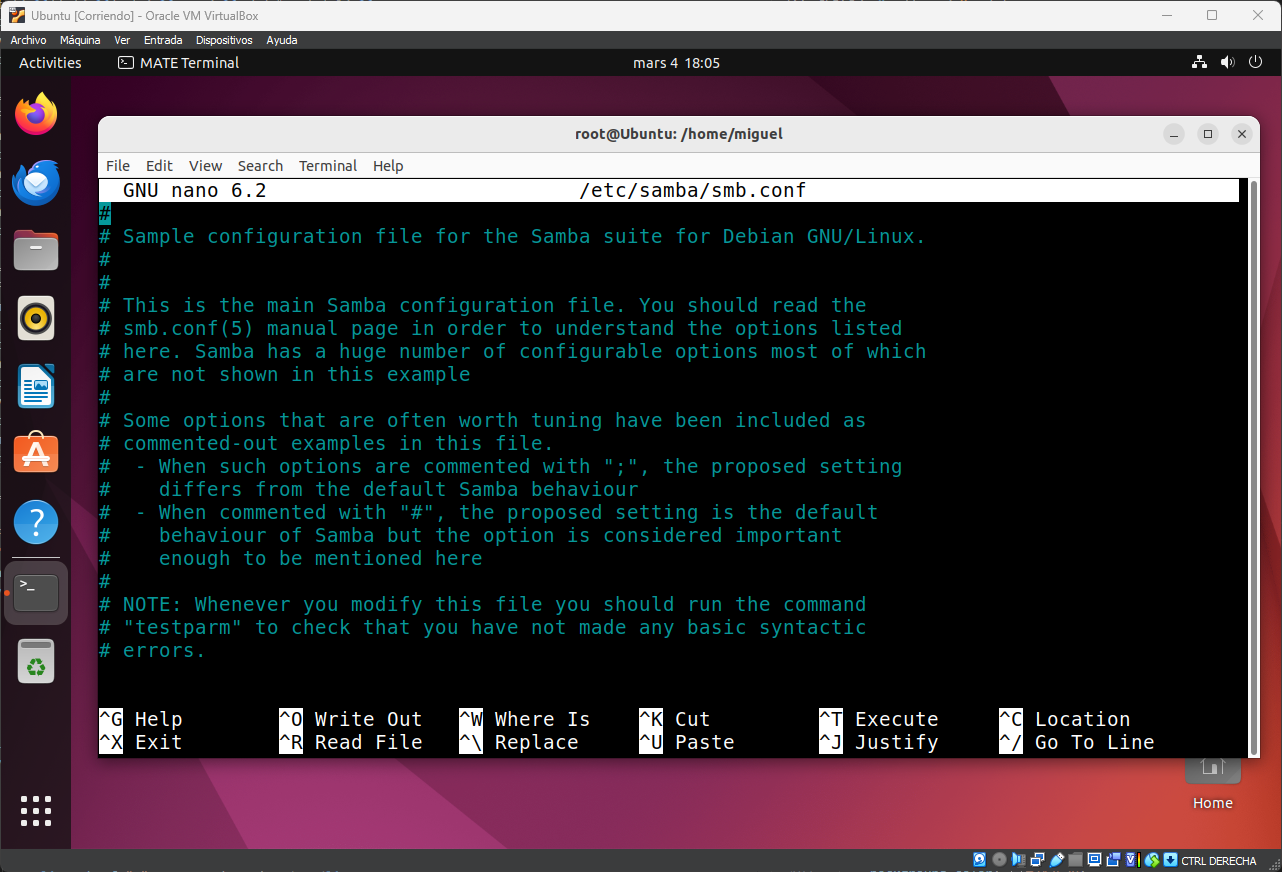 Ubuntu [Corriendo] - Oracle VM VirtualBox
Archivo Máquina Ver Entrada Dispositivos Ayuda
Activities MATE Terminal mars 4 18:05
root@Ubuntu: /home/miguel
File Edit View Search Terminal Help
GNU nano 6.2 /etc/samba/smb.conf
#
# Sample configuration file for the Samba suite for Debian GNU/Linux.
#
#
# This is the main Samba configuration file. You should read the
# smb.conf(5) manual page in order to understand the options listed
# here. Samba has a huge number of configurable options most of which
# are not shown in this example
#
# Some options that are often worth tuning have been included as
# commented-out examples in this file.
#  - When such options are commented with ";", the proposed setting
#    differs from the default Samba behaviour
#  - When commented with "#", the proposed setting is the default
#    behaviour of Samba but the option is considered important
#    enough to be mentioned here
#
# NOTE: Whenever you modify this file you should run the command
# "testparm" to check that you have not made any basic syntactic
# errors.
^G Help ^O Write Out ^W Where Is ^K Cut ^T Execute ^C Location
^X Exit ^R Read File ^\ Replace ^U Paste ^J Justify ^/ Go To Line
Home
CTRL DERECHA